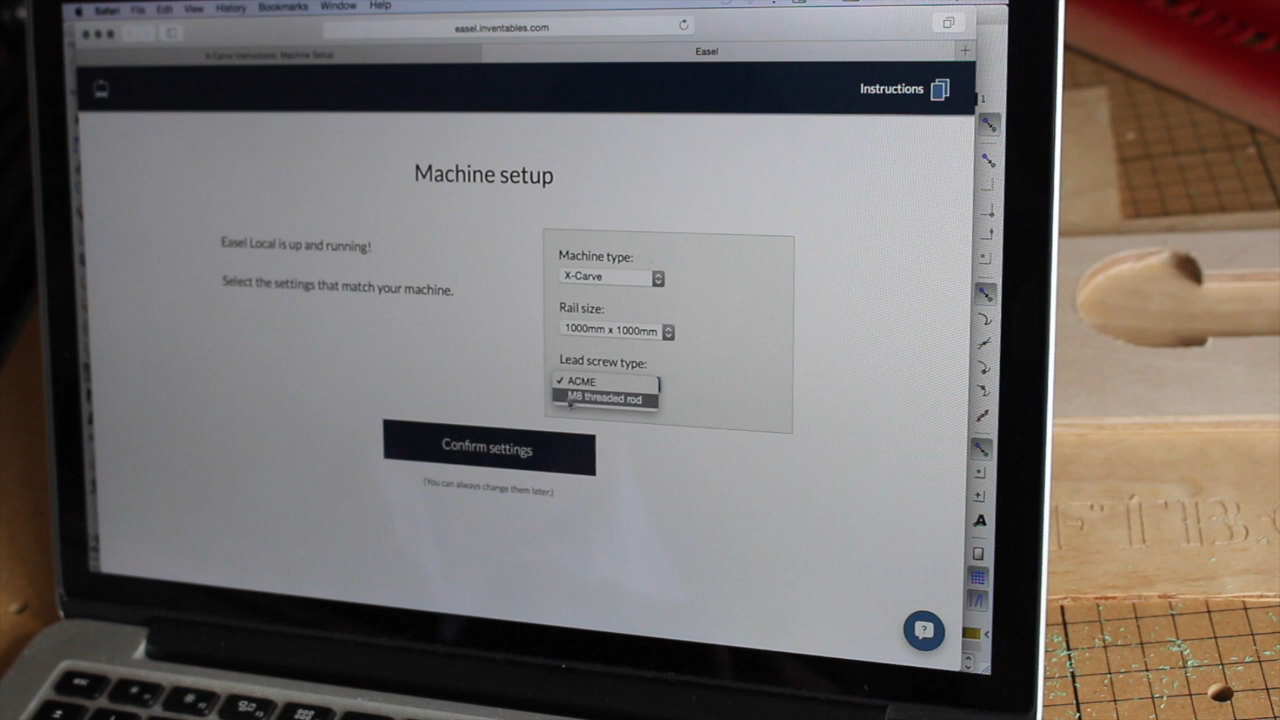 Safari File Edit View History Bookmarks Window Help
easel.inventables.com
X-Carve Instructions: Machine Setup
Easel
Instructions
1
Machine setup
Easel Local is up and running!
Select the settings that match your machine.
Machine type:
X-Carve
Rail size:
1000mm x 1000mm
Lead screw type:
✓ ACME
M8 threaded rod
Confirm settings
(You can always change them later.)
?
A